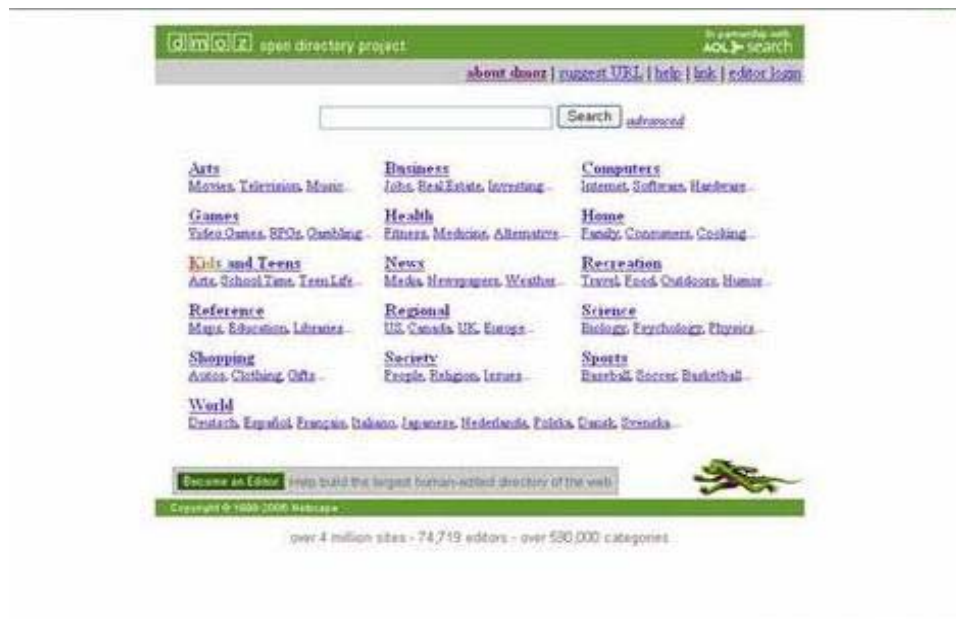 dmoz open directory project
In partnership with
AOL search
about dmoz | suggest URL | help | link | editor login
Search advanced
Arts Business Computers
Movies, Television, Music... Jobs, Real Estate, Investing... Internet, Software, Hardware...
Games Health Home
Video Games, RPGs, Gambling... Fitness, Medicine, Alternative... Family, Consumers, Cooking...
Kids and Teens News Recreation
Arts, School Time, Teen Life... Media, Newspapers, Weather... Travel, Food, Outdoors, Humor...
Reference Regional Science
Maps, Education, Libraries... US, Canada, UK, Europe... Biology, Psychology, Physics...
Shopping Society Sports
Autos, Clothing, Gifts... People, Religion, Issues... Baseball, Soccer, Basketball...
World
Deutsch, Español, Français, Italiano, Japanese, Nederlands, Polska, Dansk, Svenska...
Become an Editor Help build the largest human-edited directory of the web
Copyright © 1998-2006 Netscape
over 4 million sites - 74,719 editors - over 590,000 categories